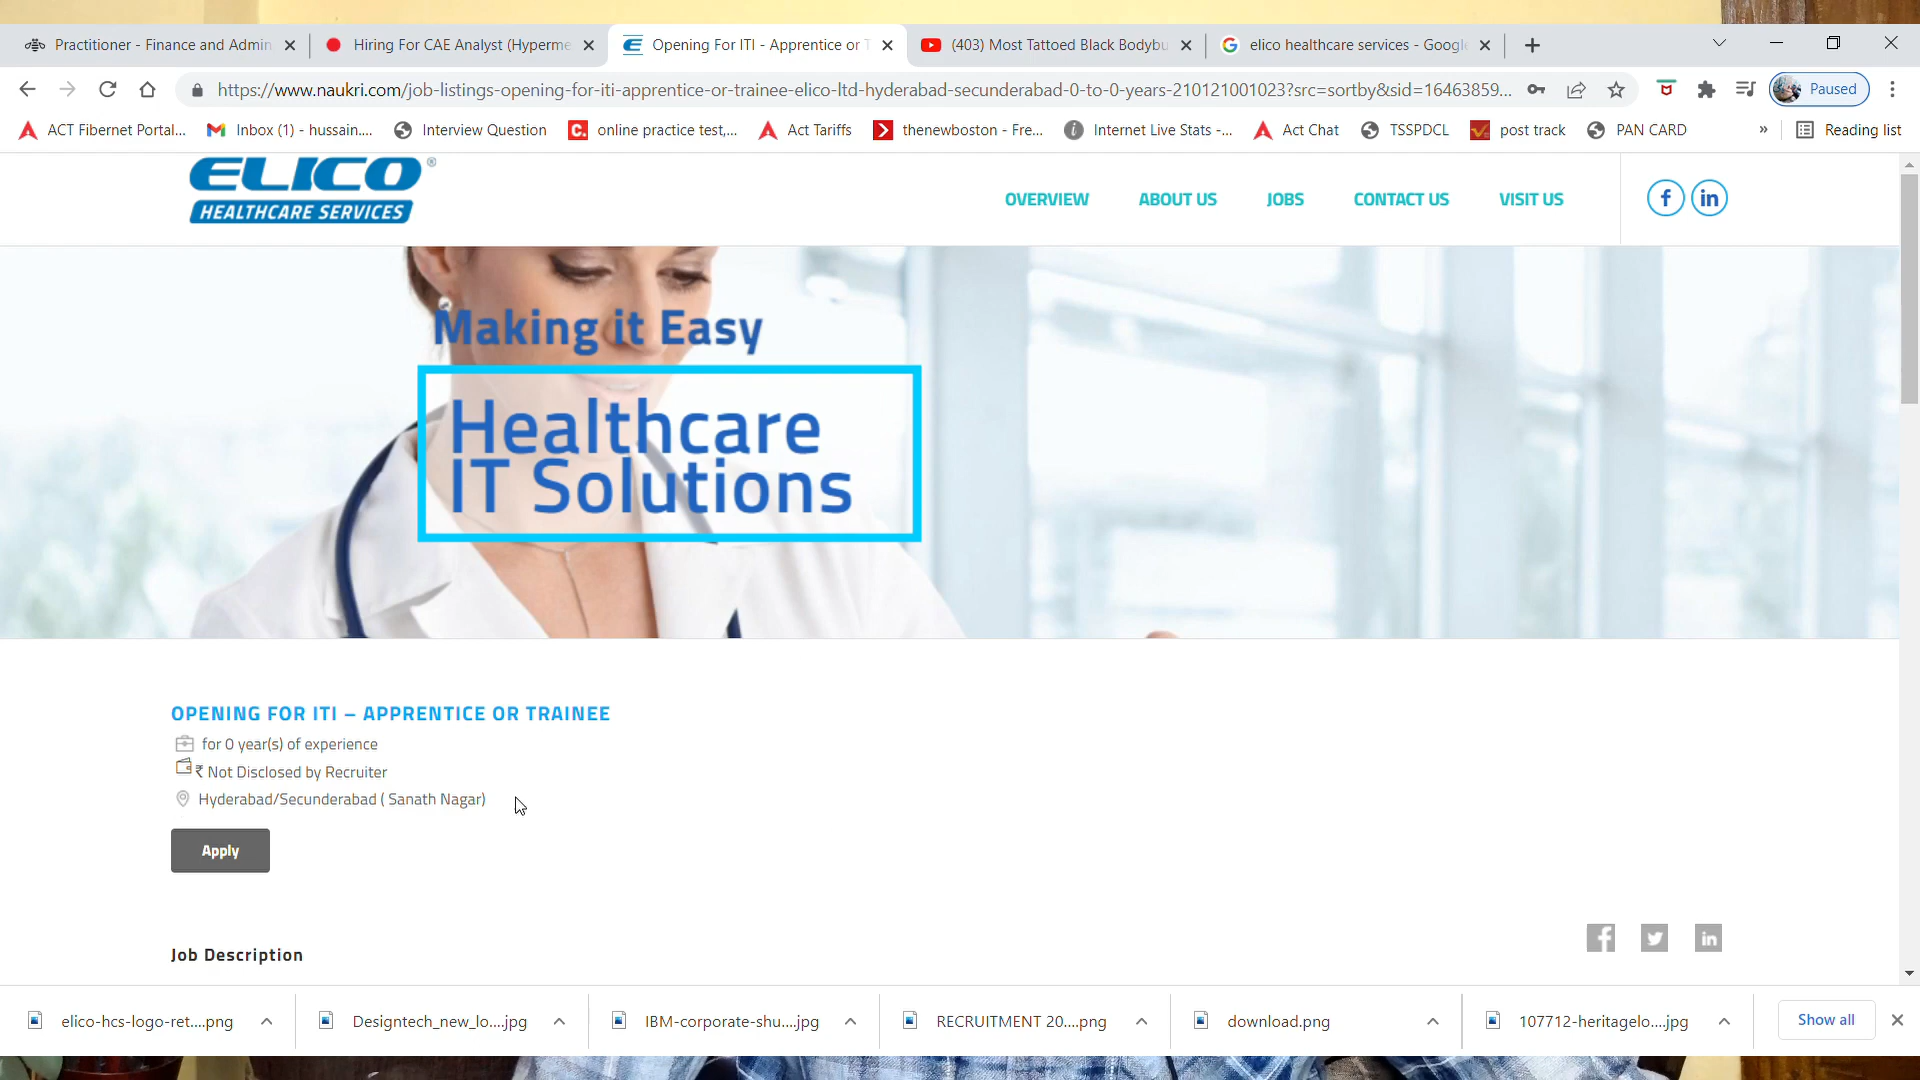 Practitioner - Finance and Admin
Hiring For CAE Analyst (Hyperme
Opening For ITI - Apprentice or T
(403) Most Tattoed Black Bodybu
elico healthcare services - Google
https://www.naukri.com/job-listings-opening-for-iti-apprentice-or-trainee-elico-ltd-hyderabad-secunderabad-0-to-0-years-210121001023?src=sortby&sid=16463859...
Paused
ACT Fibernet Portal...
Inbox (1) - hussain....
Interview Question
online practice test,...
Act Tariffs
thenewboston - Fre...
Internet Live Stats -...
Act Chat
TSSPDCL
post track
PAN CARD
»
Reading list
ELICO®
HEALTHCARE SERVICES
OVERVIEW
ABOUT US
JOBS
CONTACT US
VISIT US
Making it Easy
Healthcare
IT Solutions
OPENING FOR ITI – APPRENTICE OR TRAINEE
for 0 year(s) of experience
₹ Not Disclosed by Recruiter
Hyderabad/Secunderabad ( Sanath Nagar)
Apply
Job Description
elico-hcs-logo-ret....png
Designtech_new_lo....jpg
IBM-corporate-shu....jpg
RECRUITMENT 20....png
download.png
107712-heritagelo....jpg
Show all